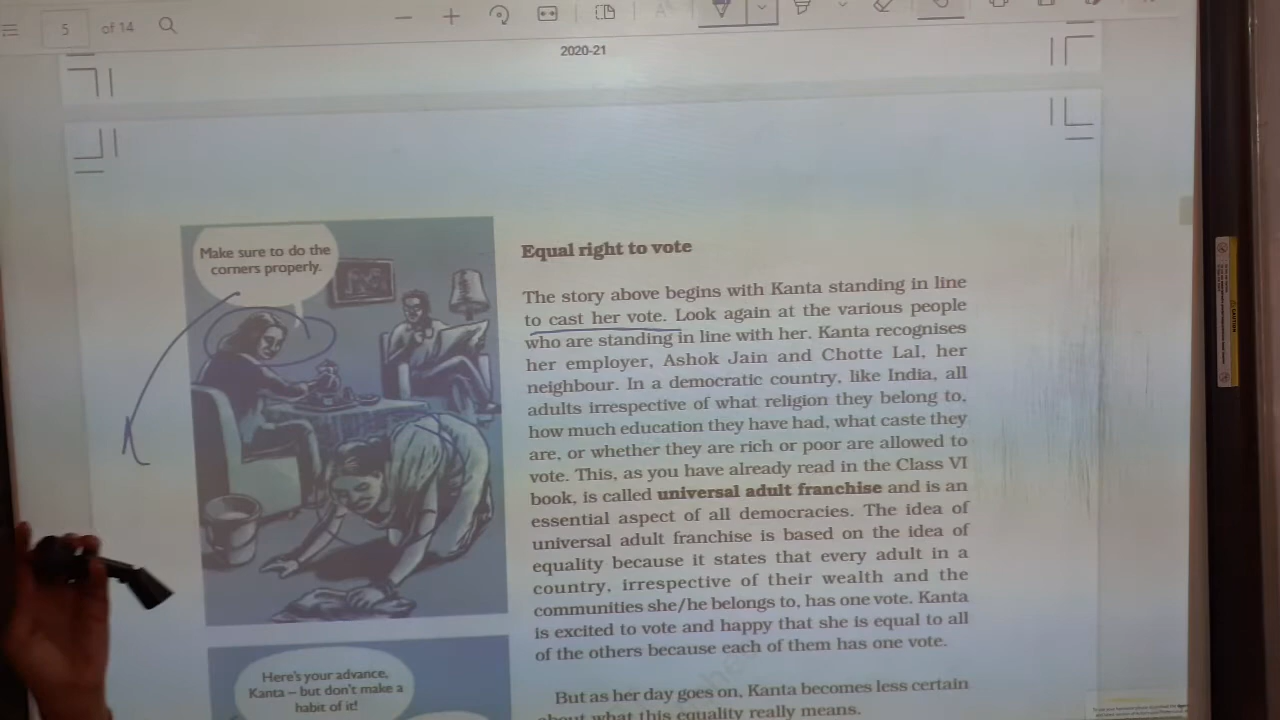 5 of 14
2020-21
Make sure to do the
corners properly.
Equal right to vote
The story above begins with Kanta standing in line
to cast her vote. Look again at the various people
who are standing in line with her. Kanta recognises
her employer, Ashok Jain and Chotte Lal, her
neighbour. In a democratic country, like India, all
adults irrespective of what religion they belong to,
how much education they have had, what caste they
are, or whether they are rich or poor are allowed to
vote. This, as you have already read in the Class VI
book, is called universal adult franchise and is an
essential aspect of all democracies. The idea of
universal adult franchise is based on the idea of
equality because it states that every adult in a
country, irrespective of their wealth and the
communities she/he belongs to, has one vote. Kanta
is excited to vote and happy that she is equal to all
of the others because each of them has one vote.
Here's your advance,
Kanta – but don't make a
habit of it!
But as her day goes on, Kanta becomes less certain
about what this equality really means.
CAUTION